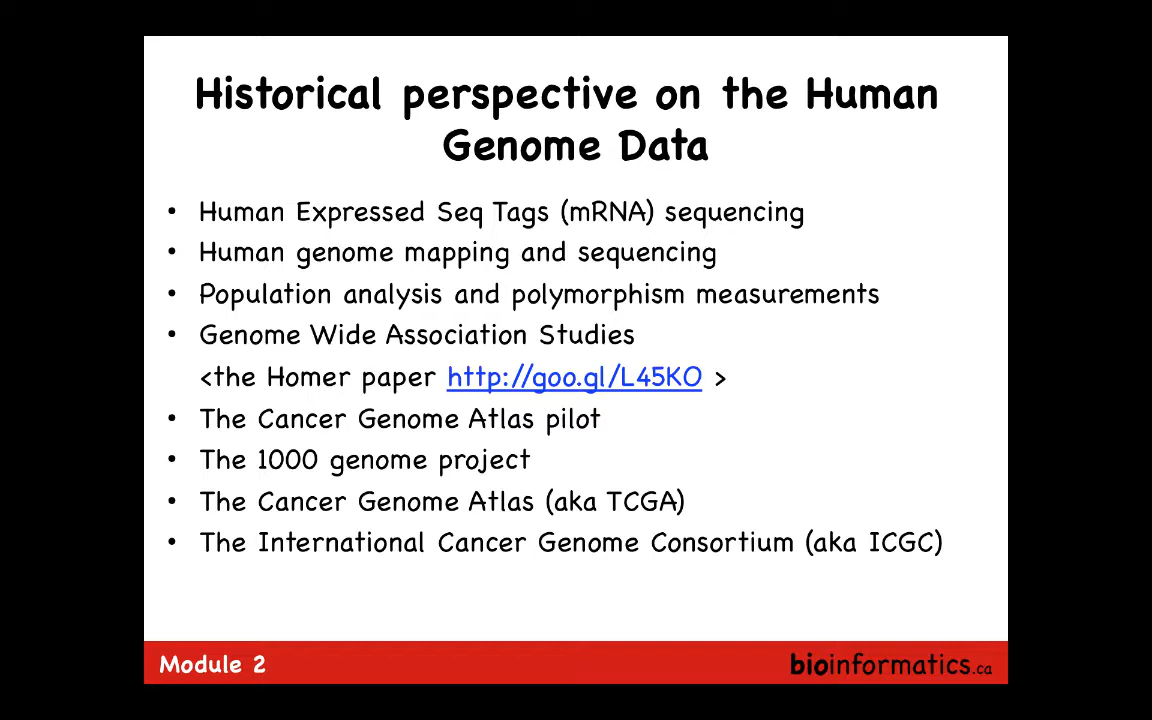 Historical perspective on the Human
Genome Data
• Human Expressed Seq Tags (mRNA) sequencing
• Human genome mapping and sequencing
• Population analysis and polymorphism measurements
• Genome Wide Association Studies
<the Homer paper http://goo.gl/L45KO >
• The Cancer Genome Atlas pilot
• The 1000 genome project
• The Cancer Genome Atlas (aka TCGA)
• The International Cancer Genome Consortium (aka ICGC)
Module 2
bioinformatics.ca